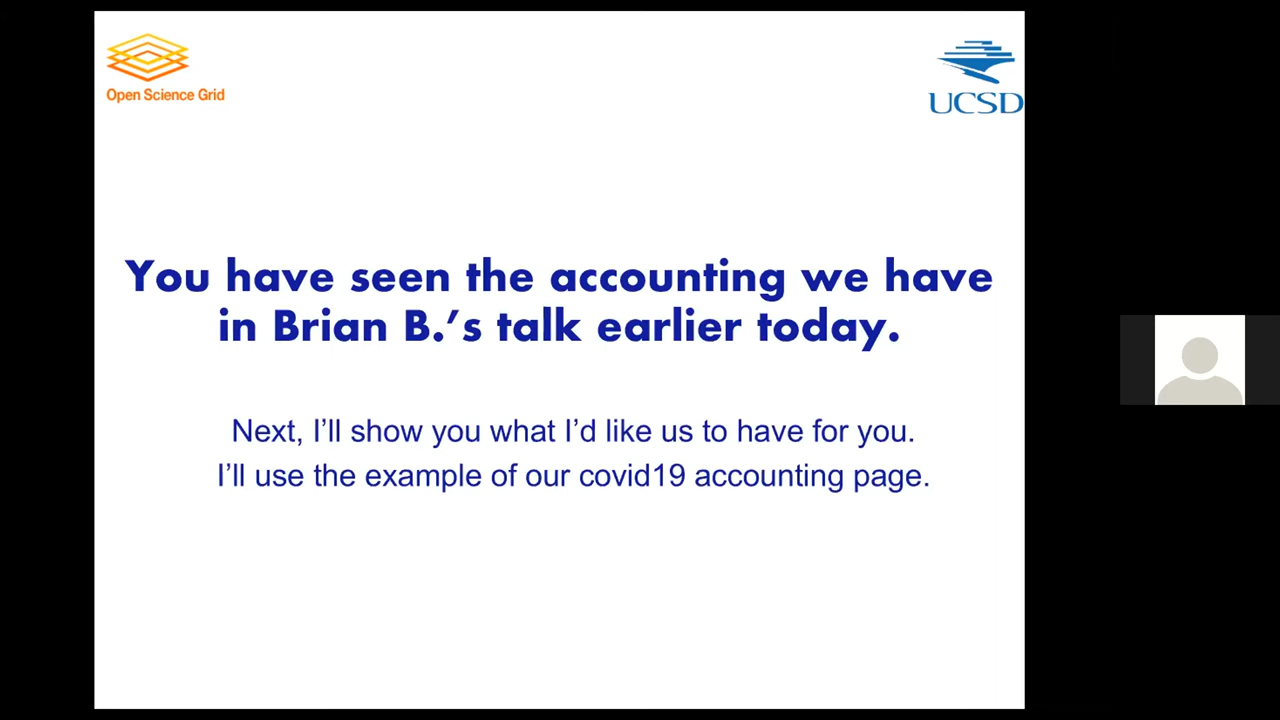 Open Science Grid
UCSD
You have seen the accounting we have
in Brian B.’s talk earlier today.
Next, I’ll show you what I’d like us to have for you.
I’ll use the example of our covid19 accounting page.